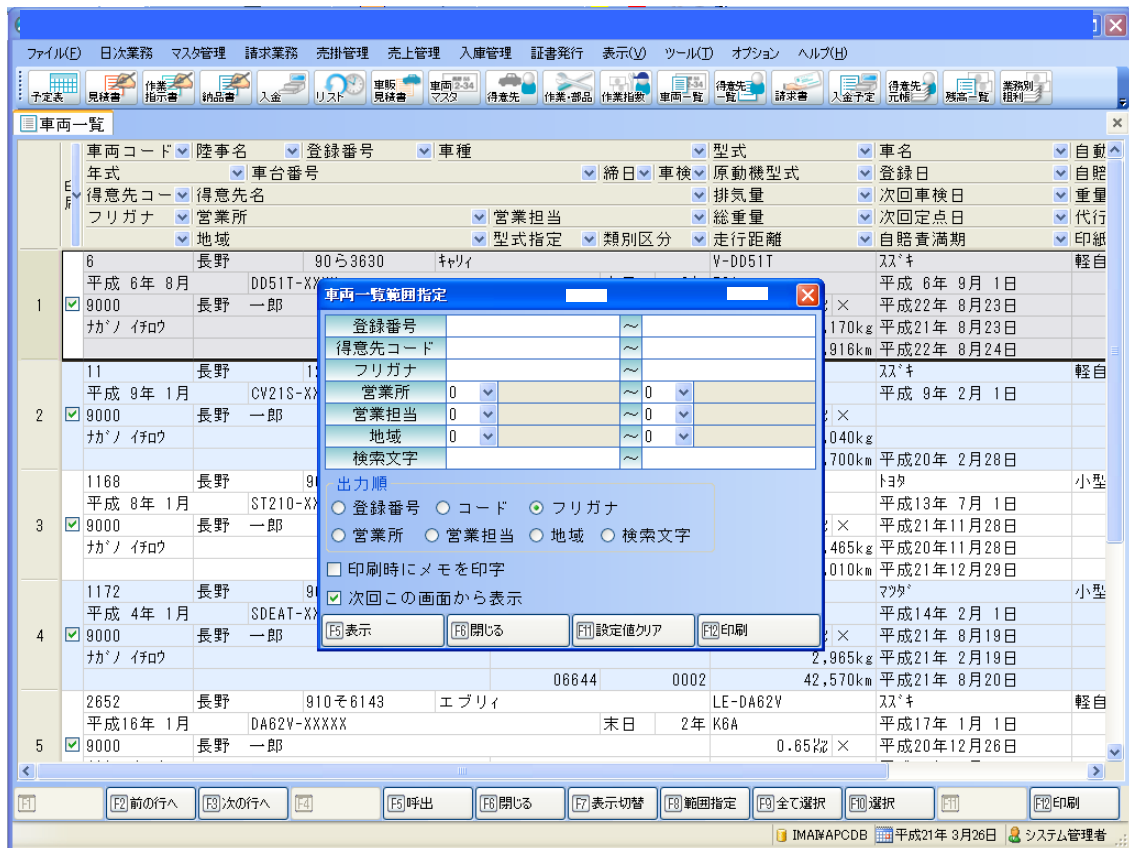 ファイル(F) 日次業務 マスタ管理 請求業務 売掛管理 売上管理 入庫管理 証書発行 表示(V) ツール(T) オプション ヘルプ(H)
予定表 見積書 作業指示書 納品書 入金 リスト 車販見積書 車両マスタ 得意先 作業・部品 作業指数 車両一覧 得意先一覧 請求書 入金予定 得意先元帳 残高一覧 業務別粗利
車両一覧
車両コード 陸事名 登録番号 車種 型式 車名 自動
年式 車台番号 締日 車検 原動機型式 登録日 自賠
得意先コー 得意先名 排気量 次回車検日 重量
フリガナ 営業所 営業担当 総重量 次回定点日 代行
地域 型式指定 類別区分 走行距離 自賠責満期 印紙
6 長野 90ら3630 ｷｬﾘｨ V-DD51T ｽｽﾞｷ 軽自
平成 6年 8月 DD51T-XX 平成 6年 9月 1日
1 9000 長野 一郎 × 平成22年 8月23日
ﾅｶﾞﾉ ｲﾁﾛｳ ,170kg 平成21年 8月23日
,916km 平成22年 8月24日
11 長野 1 ｽｽﾞｷ 軽自
平成 9年 1月 CV21S-XX 平成 9年 2月 1日
2 9000 長野 一郎 ×
ﾅｶﾞﾉ ｲﾁﾛｳ ,040kg
,700km 平成20年 2月28日
1168 長野 9 ﾄﾖﾀ 小型
平成 8年 1月 ST210-XX 平成13年 7月 1日
3 9000 長野 一郎 × 平成21年11月28日
ﾅｶﾞﾉ ｲﾁﾛｳ ,465kg 平成20年11月28日
,010km 平成21年12月29日
1172 長野 9 ﾏﾂﾀﾞ 小型
平成 4年 1月 SDEAT-XX 平成14年 2月 1日
4 9000 長野 一郎 × 平成21年 8月19日
ﾅｶﾞﾉ ｲﾁﾛｳ 2,965kg 平成21年 2月19日
06644 0002 42,570km 平成21年 8月20日
2652 長野 910そ6143 エブリィ LE-DA62V ｽｽﾞｷ 軽自
平成16年 1月 DA62V-XXXXX 末日 2年 K6A 平成17年 1月 1日
5 9000 長野 一郎 0.65㍑ × 平成20年12月26日
車両一覧範囲指定
登録番号 ～
得意先コード ～
フリガナ ～
営業所 0 ～ 0
営業担当 0 ～ 0
地域 0 ～ 0
検索文字 ～
出力順
登録番号 コード フリガナ
営業所 営業担当 地域 検索文字
印刷時にメモを印字
次回この画面から表示
F5 表示 F6 閉じる F11 設定値クリア F12 印刷
F1 F2 前の行へ F3 次の行へ F4 F5 呼出 F6 閉じる F7 表示切替 F8 範囲指定 F9 全て選択 F10 選択 F11 F12 印刷
IMAI¥APCDB 平成21年 3月26日 システム管理者